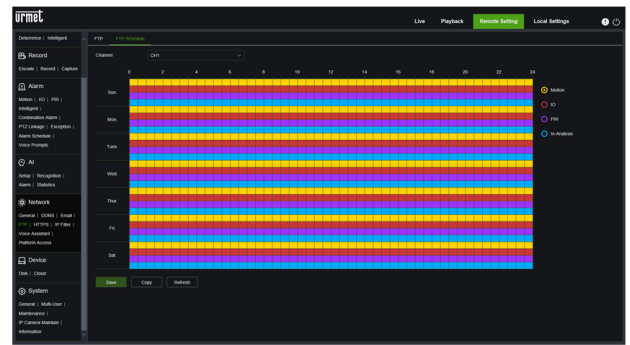 urmet
Live Playback Remote Setting Local Settings
Deterrence | Intelligent
FTP FTP Schedule
Record
Encode | Record | Capture
Channel CH1
0 2 4 6 8 10 12 14 16 18 20 22 24
Alarm
Motion | I/O | PIR |
Intelligent |
Combination Alarm |
PTZ Linkage | Exception |
Alarm Schedule |
Voice Prompts
AI
Setup | Recognition |
Alarm | Statistics
Network
General | DDNS | Email |
FTP | HTTPS | IP Filter |
Voice Assistant |
Platform Access
Device
Disk | Cloud
System
General | Multi-User |
Maintenance |
IP Camera Maintain |
Information
Sun
Mon
Tues
Wed
Thur
Fri
Sat
Motion
IO
PIR
In-Analysis
Save Copy Refresh